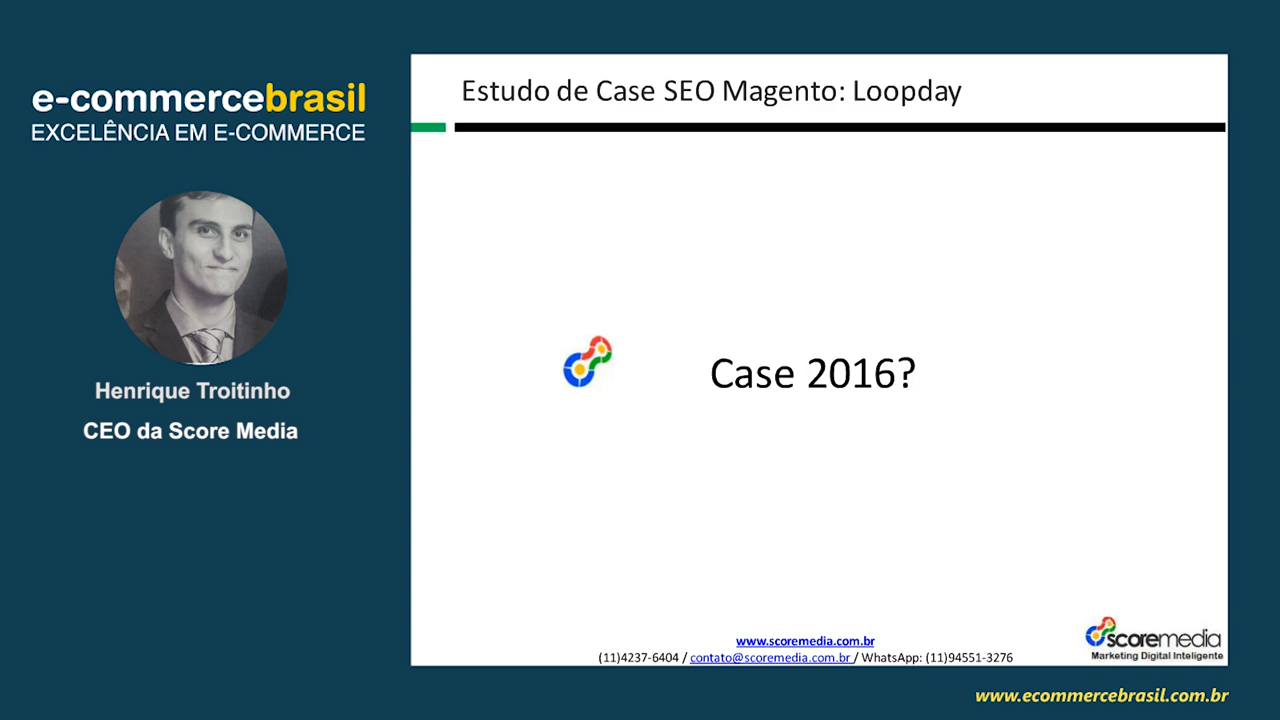 e-commercebrasil
EXCELÊNCIA EM E-COMMERCE
Henrique Troitinho
CEO da Score Media
Estudo de Case SEO Magento: Loopday
Case 2016?
www.scoremedia.com.br
(11)4237-6404 / contato@scoremedia.com.br / WhatsApp: (11)94551-3276
scoremedia
Marketing Digital Inteligente
www.ecommercebrasil.com.br